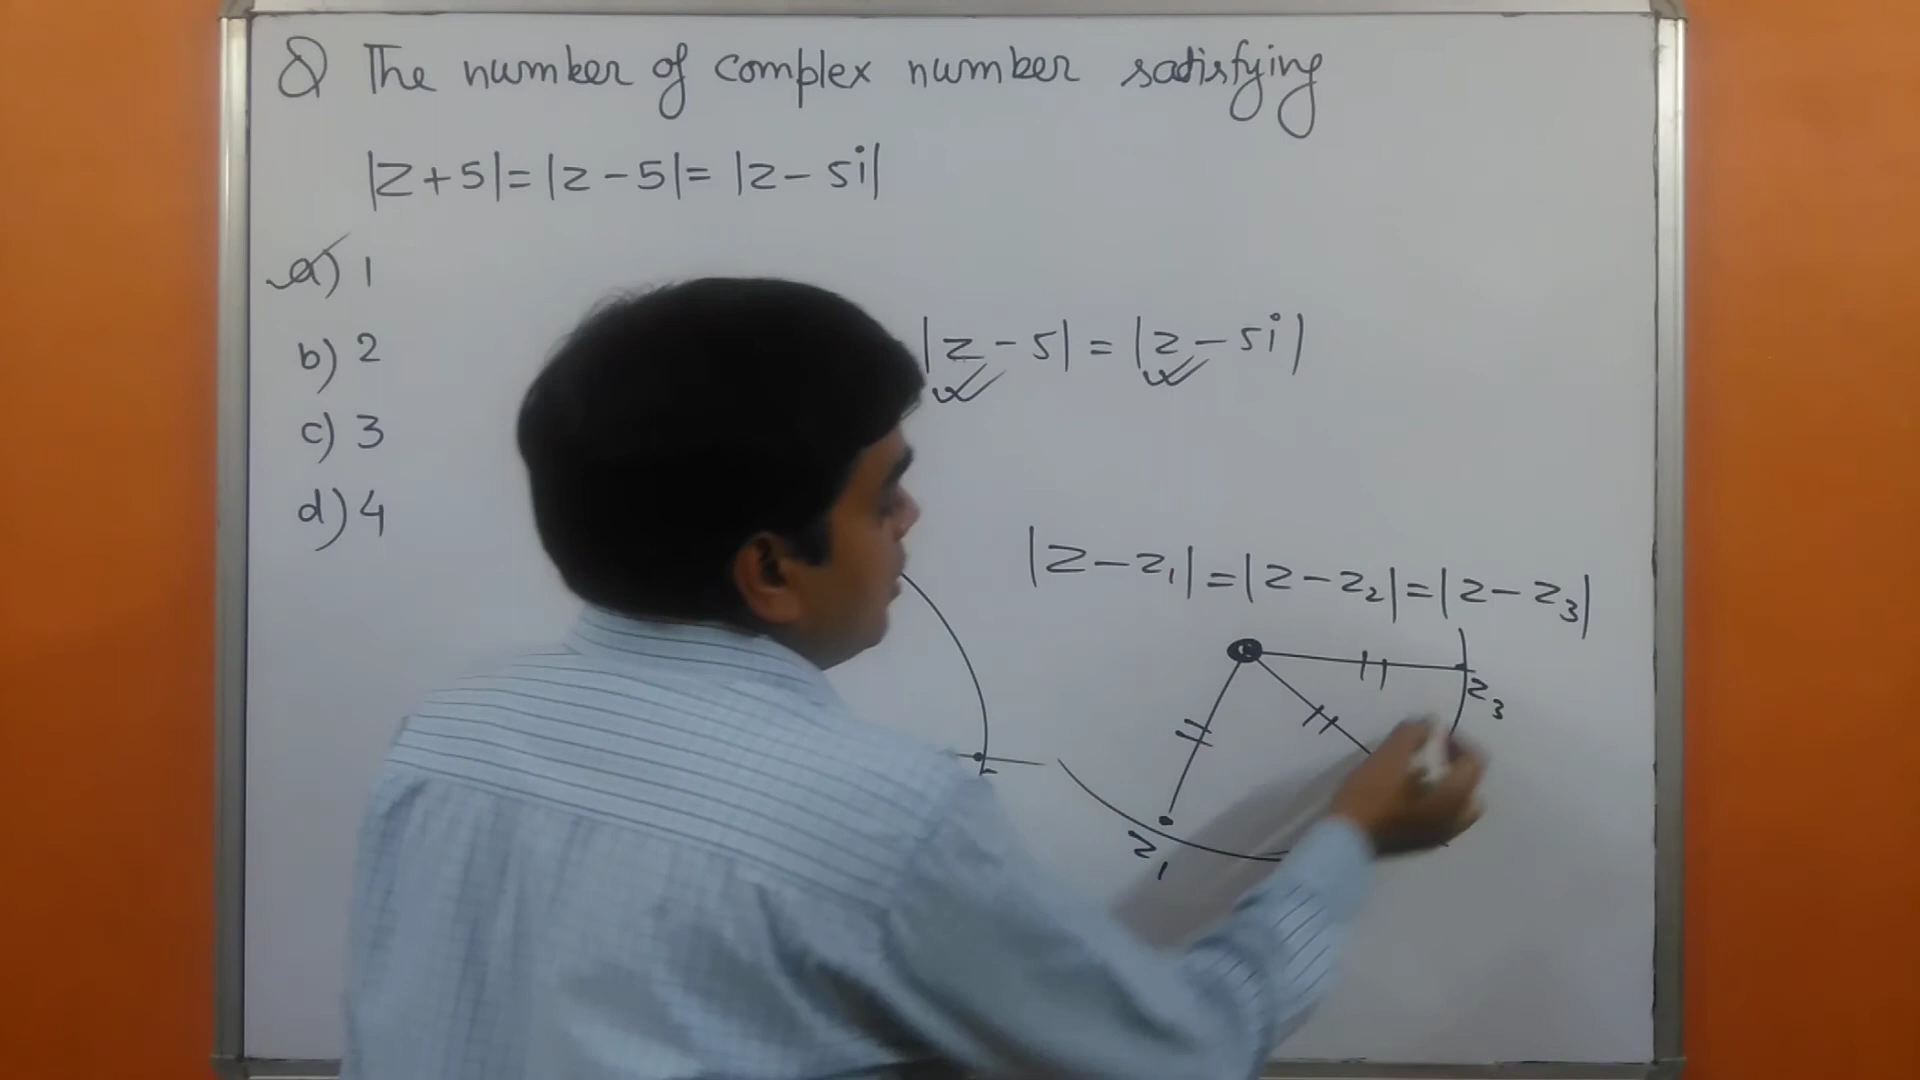 Q The number of complex number satisfying
|z+5|=|z-5|=|z-5i|
a) 1
b) 2
c) 3
d) 4
|z-5|=|z-5i|
|z-z₁|=|z-z₂|=|z-z₃|
z₃
z₁